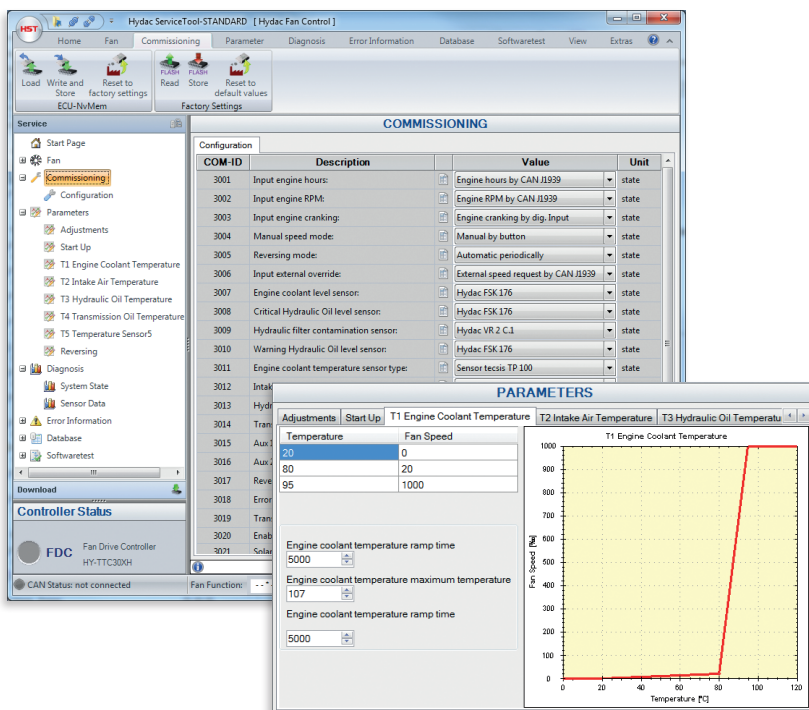 HST
Hydac ServiceTool-STANDARD [ Hydac Fan Control ]
Home Fan Commissioning Parameter Diagnosis Error Information Database Softwaretest View Extras
Load Write and Store Reset to factory settings
FLASH Read FLASH Store Reset to default values
ECU-NvMem Factory Settings
Service
Start Page
Fan
Commissioning
Configuration
Parameters
Adjustments
Start Up
T1 Engine Coolant Temperature
T2 Intake Air Temperature
T3 Hydraulic Oil Temperature
T4 Transmission Oil Temperature
T5 Temperature Sensor5
Reversing
Diagnosis
System State
Sensor Data
Error Information
Database
Softwaretest
Download
Controller Status
FDC Fan Drive Controller
HY-TTC30XH
CAN Status: not connected
Fan Function: --*-
COMMISSIONING
Configuration
COM-ID Description Value Unit
3001 Input engine hours: Engine hours by CAN J1939 state
3002 Input engine RPM: Engine RPM by CAN J1939 state
3003 Input engine cranking: Engine cranking by dig. Input state
3004 Manual speed mode: Manual by button state
3005 Reversing mode: Automatic periodically state
3006 Input external override: External speed request by CAN J1939 state
3007 Engine coolant level sensor: Hydac FSK 176 state
3008 Critical Hydraulic Oil level sensor: Hydac FSK 176 state
3009 Hydraulic filter contamination sensor: Hydac VR 2 C.1 state
3010 Warning Hydraulic Oil level sensor: Hydac FSK 176 state
3011 Engine coolant temperature sensor type: Sensor tecsis TP 100 state
3012 Intak
3013 Hydr
3014 Tran
3015 Aux
3016 Aux
3017 Reve
3018 Error
3019 Trans
3020 Enab
3021
PARAMETERS
Adjustments Start Up T1 Engine Coolant Temperature T2 Intake Air Temperature T3 Hydraulic Oil Temperatu
Temperature Fan Speed
20 0
80 20
95 1000
Engine coolant temperature ramp time
5000
Engine coolant temperature maximum temperature
107
Engine coolant temperature ramp time
5000
T1 Engine Coolant Temperature
1000
900
800
700
600
500
400
300
200
100
0
Fan Speed [‰]
0 20 40 60 80 100 120
Temperature [°C]